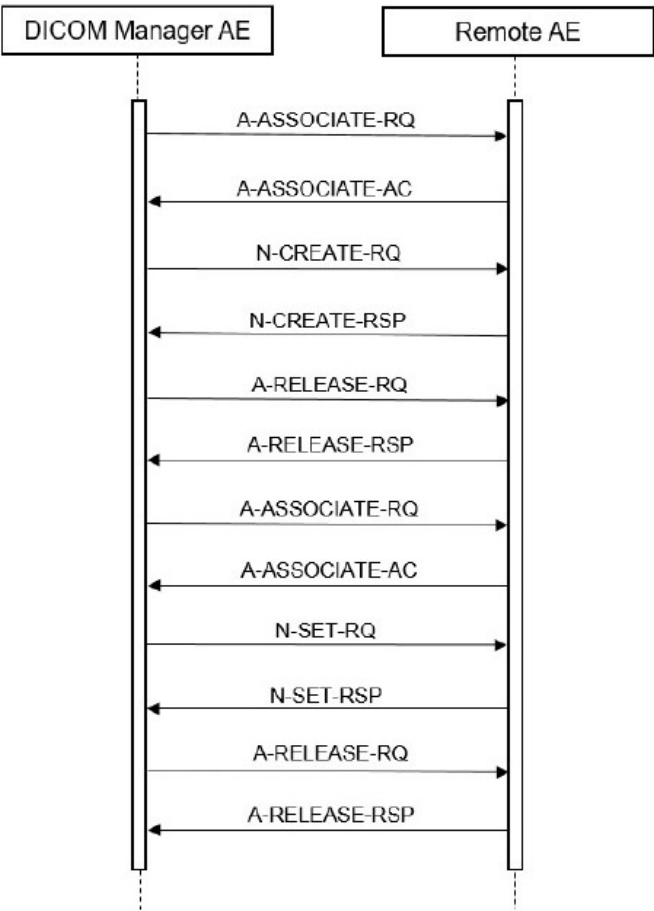 DICOM Manager AE
Remote AE
A-ASSOCIATE-RQ
A-ASSOCIATE-AC
N-CREATE-RQ
N-CREATE-RSP
A-RELEASE-RQ
A-RELEASE-RSP
A-ASSOCIATE-RQ
A-ASSOCIATE-AC
N-SET-RQ
N-SET-RSP
A-RELEASE-RQ
A-RELEASE-RSP